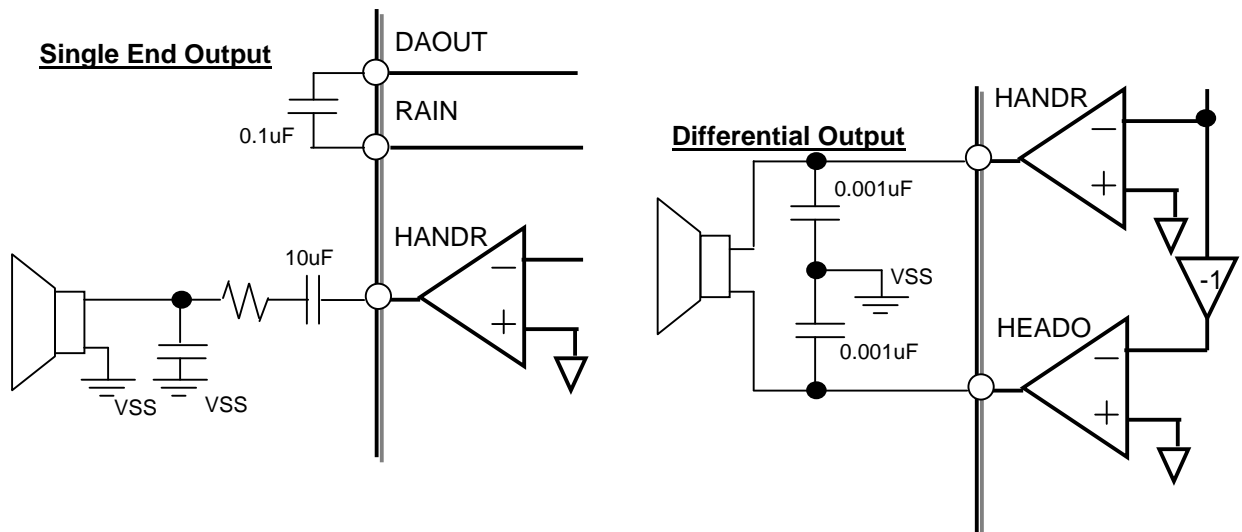 Single End Output
DAOUT
0.1uF
RAIN
HANDR
10uF
−
+
VSS
VSS
Differential Output
HANDR
−
+
0.001uF
VSS
-1
HEADO
0.001uF
−
+